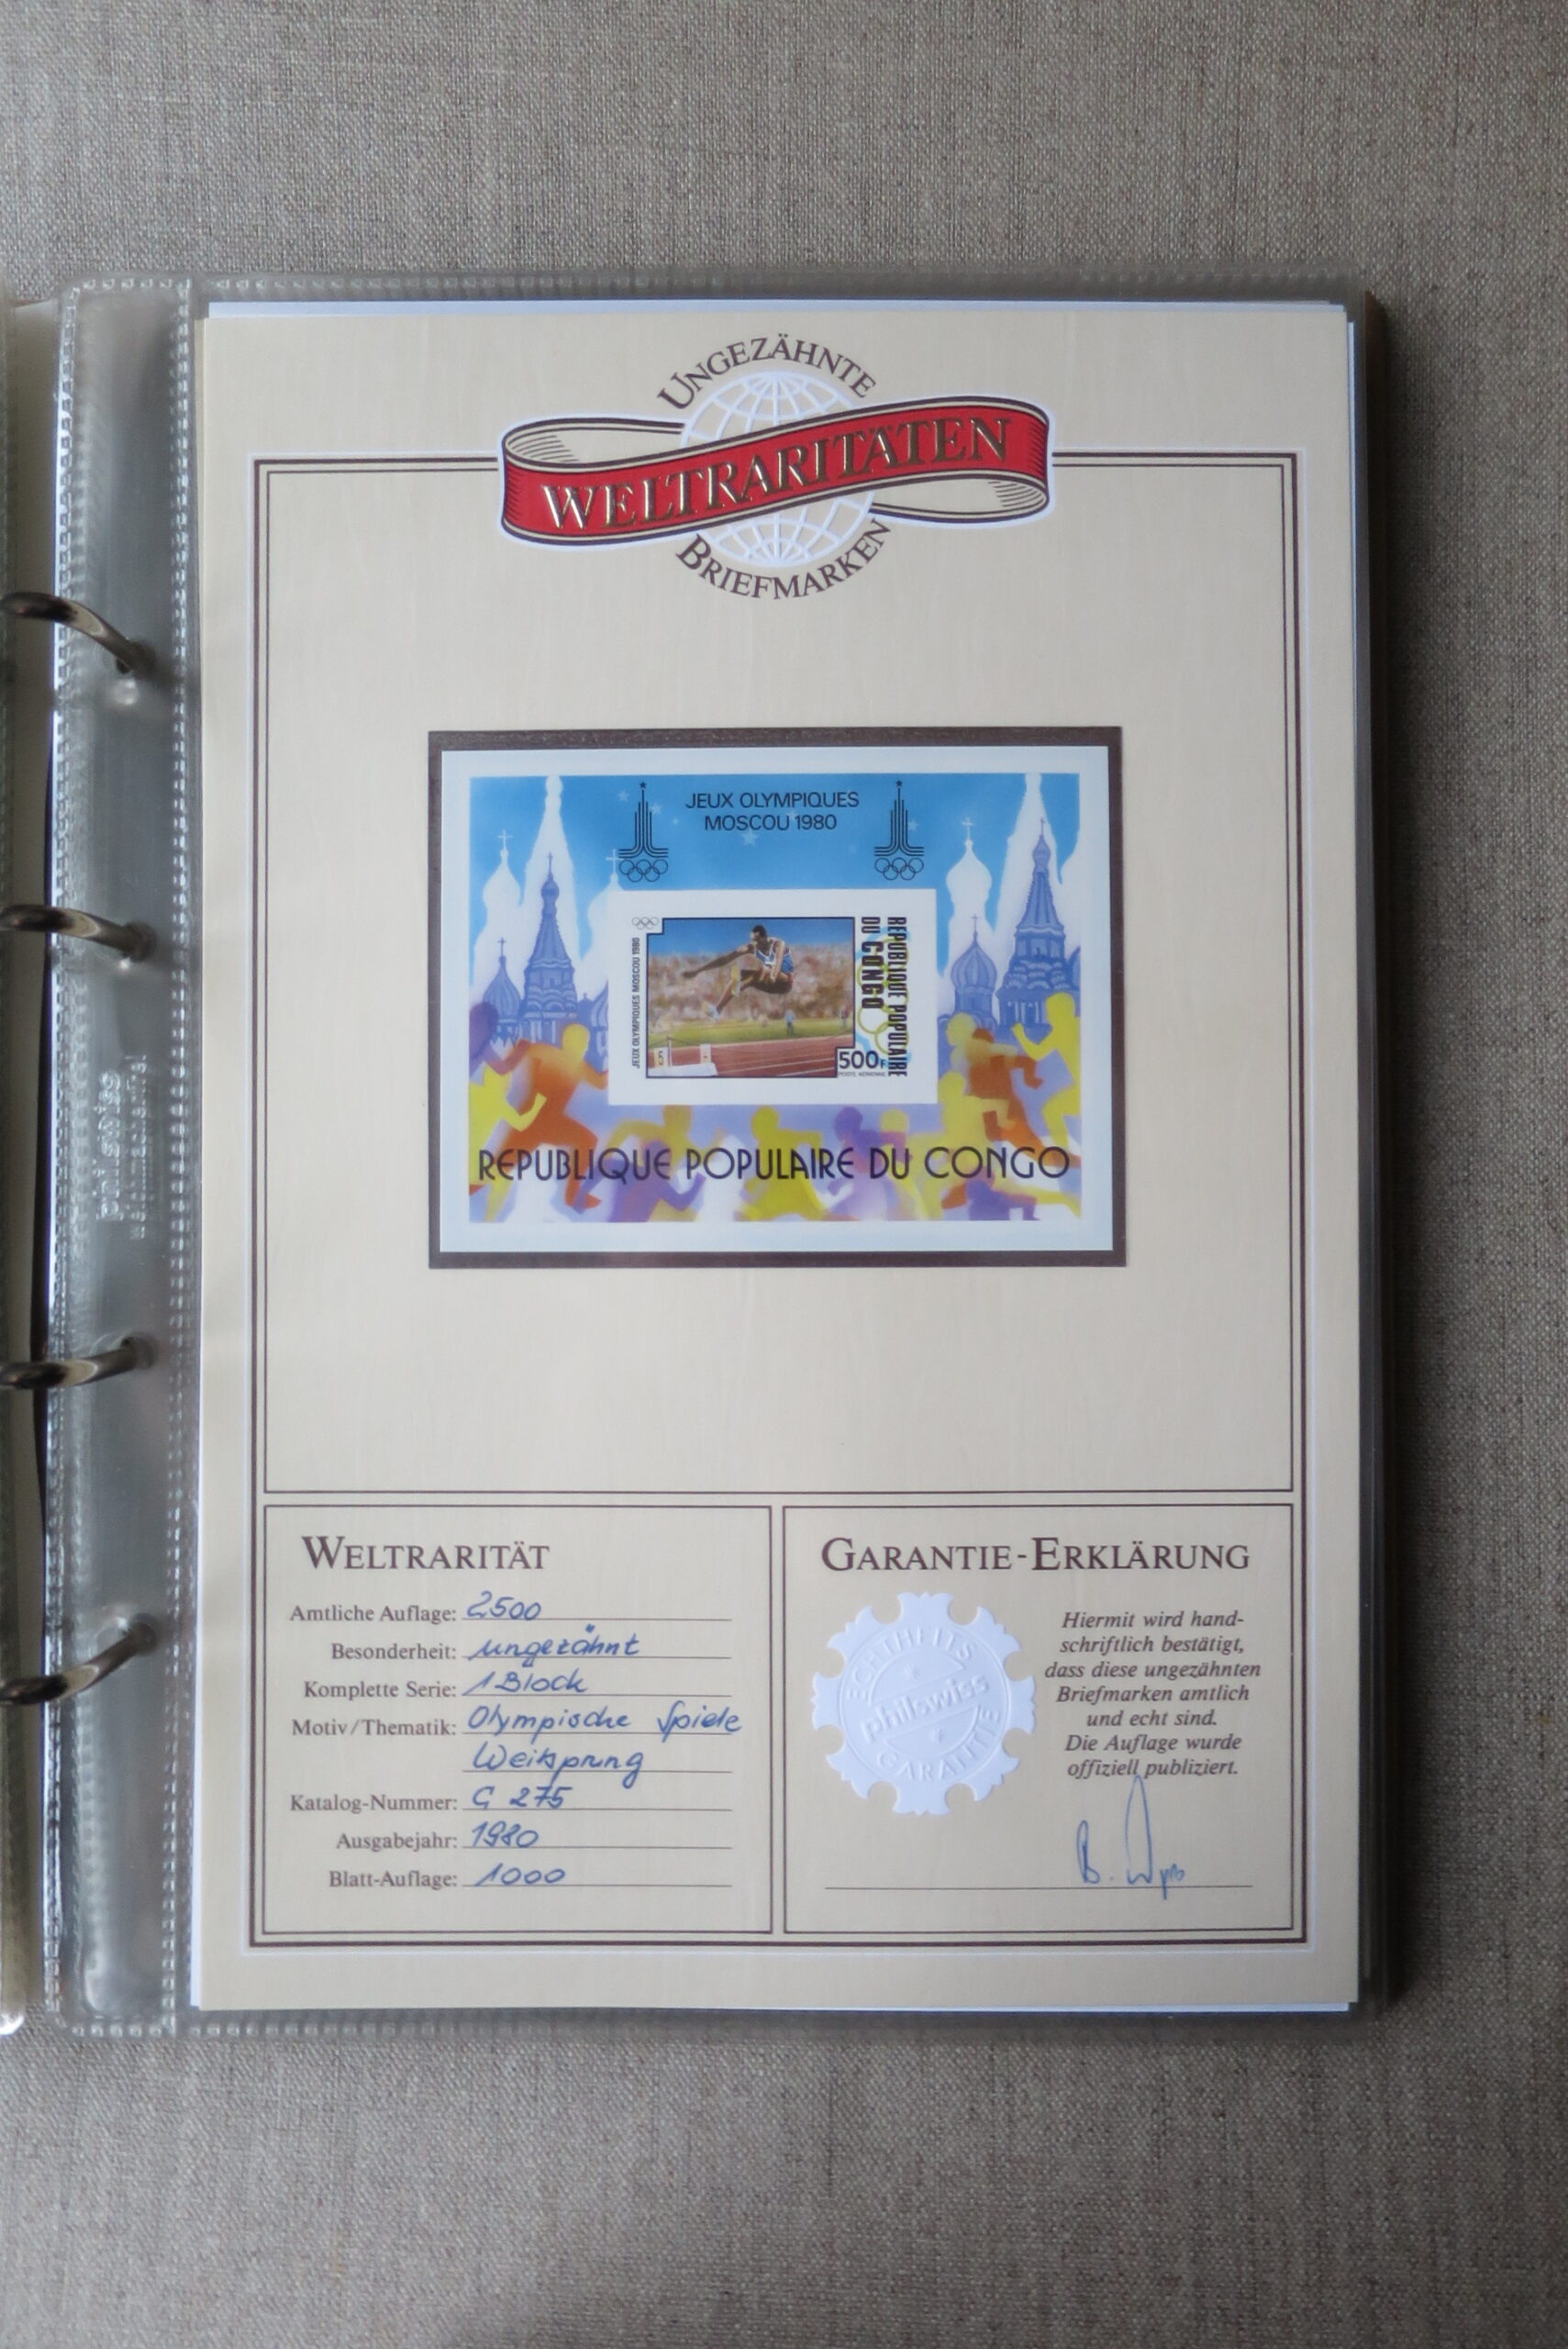 UNGEZÄHNTE
WELTRARITÄTEN
BRIEFMARKEN
JEUX OLYMPIQUES
MOSCOU 1980
JEUX OLYMPIQUES MOSCOU 1980
REPUBLIQUE POPULAIRE
DU CONGO
500F
POSTE AERIENNE
REPUBLIQUE POPULAIRE DU CONGO
philswiss
WELTRARITÄT
Amtliche Auflage: 2500
Besonderheit: ungezähnt
Komplette Serie: 1 Block
Motiv/Thematik: Olympische Spiele
Weitsprung
Katalog-Nummer: C 275
Ausgabejahr: 1980
Blatt-Auflage: 1000
GARANTIE-ERKLÄRUNG
ECHTHEITS
philswiss
GARANTIE
Hiermit wird hand-
schriftlich bestätigt,
dass diese ungezähnten
Briefmarken amtlich
und echt sind.
Die Auflage wurde
offiziell publiziert.
B.